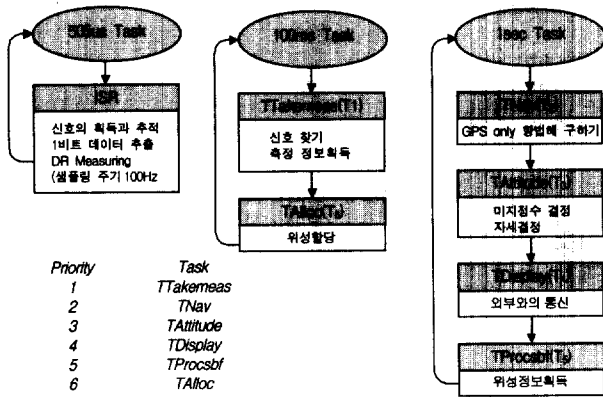 500us Task
ISR
신호의 획득과 추적
1비트 데이터 추출
DR Measuring
(샘플링 주기 100Hz
100ms Task
TTakemeas(T1)
신호 찾기
측정 정보획득
TAlloc
위성할당
1sec Task
GPS only 항법해 구하기
TAttitude
미지정수 결정
자세결정
TDisplay
외부와의 통신
TProcsbf
위성정보획득
Priority Task
1 TTakemeas
2 TNav
3 TAttitude
4 TDisplay
5 TProcsbf
6 TAlloc